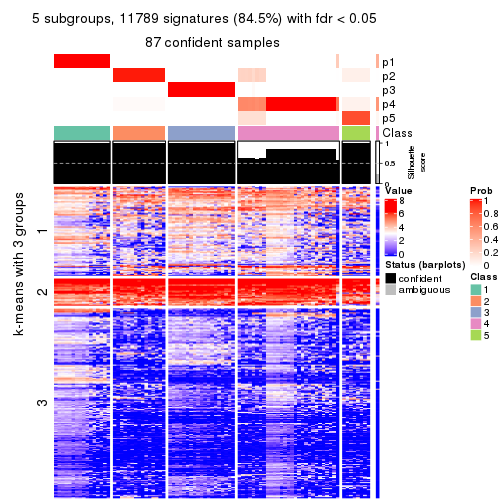 5 subgroups, 11789 signatures (84.5%) with fdr < 0.05
87 confident samples
p1
p2
p3
p4
p5
Class
1
0.5
0
Silhouette
score
k-means with 3 groups
1
2
3
Value
8
6
4
2
0
Status (barplots)
confident
ambiguous
Prob
1
0.8
0.6
0.4
0.2
0
Class
1
2
3
4
5